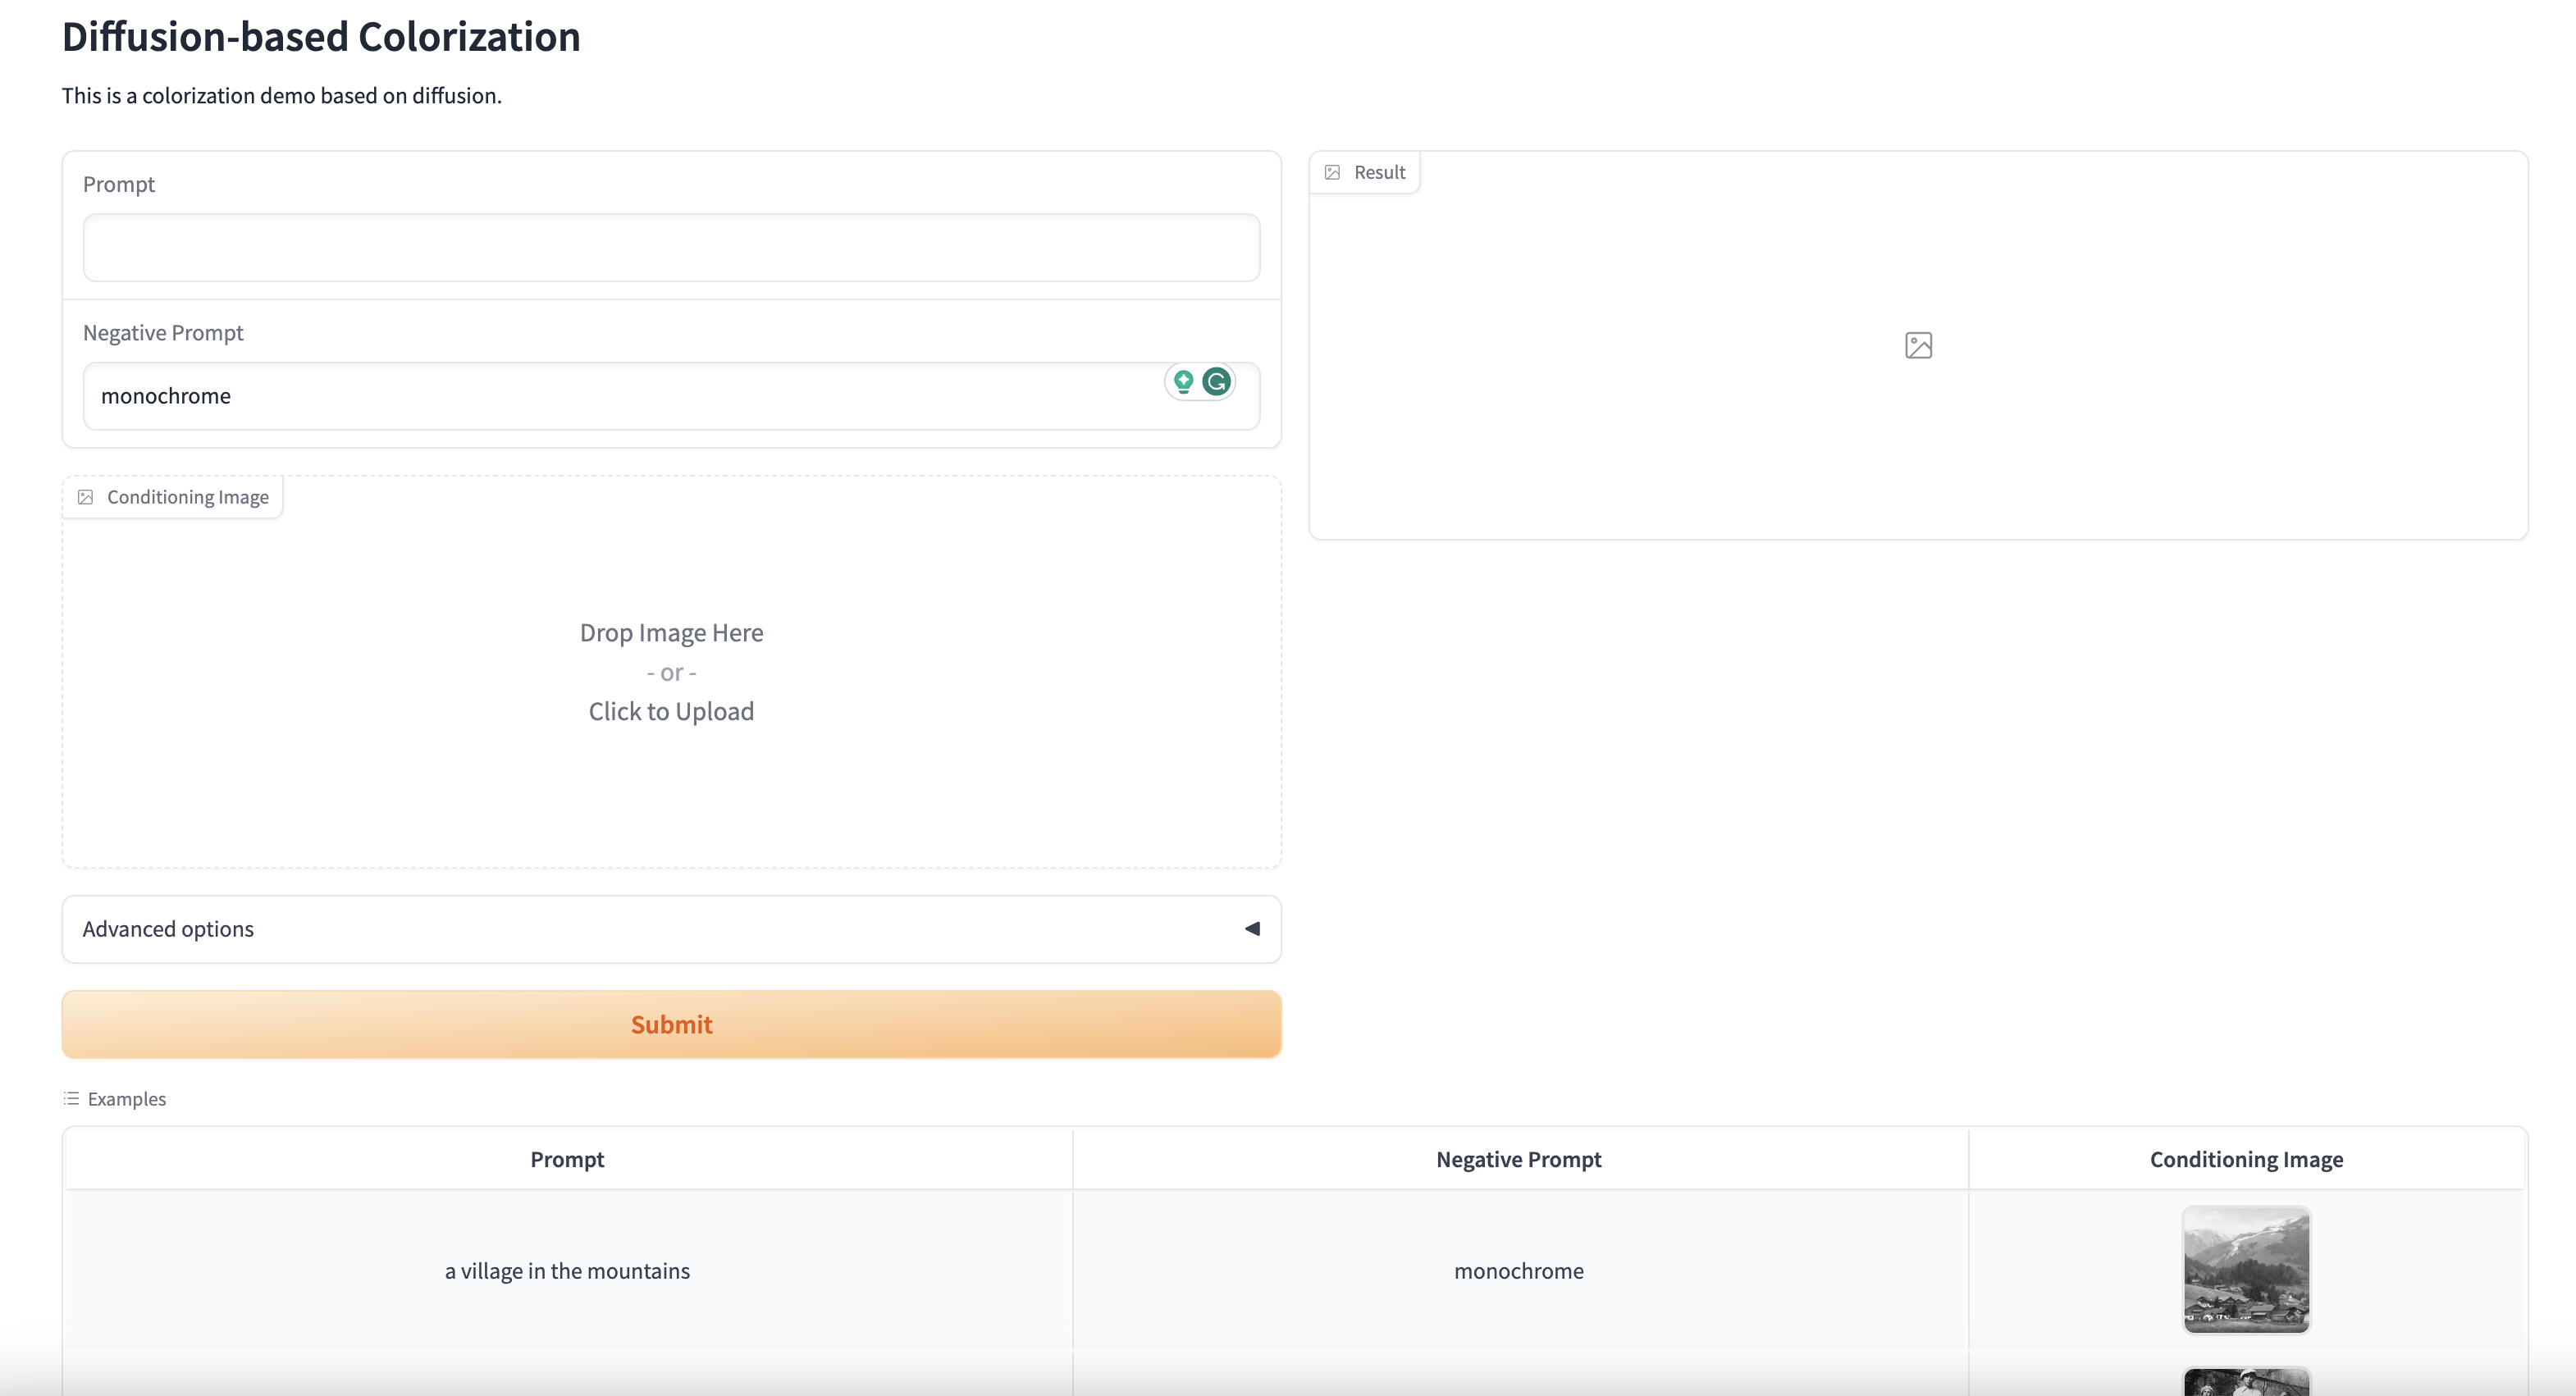 Diffusion-based Colorization
This is a colorization demo based on diffusion.
Prompt
Negative Prompt
monochrome
Conditioning Image
Drop Image Here
- or -
Click to Upload
Advanced options
Submit
Result
Examples
Prompt Negative Prompt Conditioning Image
a village in the mountains monochrome